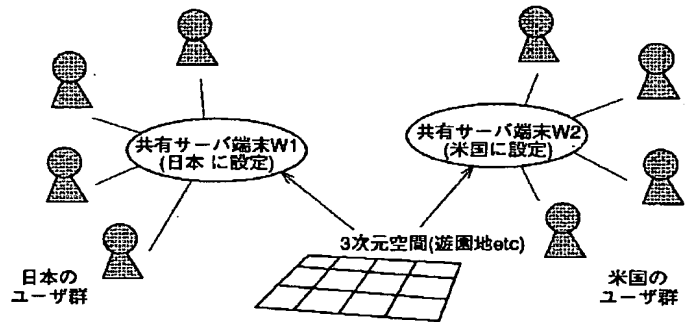 共有サーバ端末W1
(日本 に設定)
共有サーバ端末W2
(米国に設定)
3次元空間(遊園地etc)
日本の
ユーザ群
米国の
ユーザ群